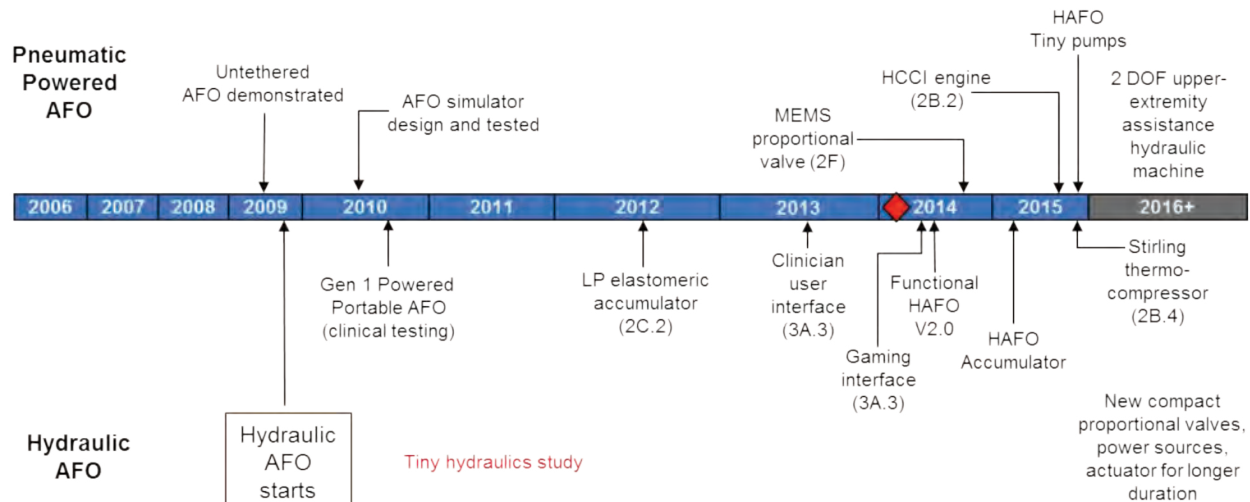 Pneumatic
Powered
AFO
Untethered
AFO demonstrated
AFO simulator
design and tested
MEMS
proportional
valve (2F)
HCCI engine
(2B.2)
HAFO
Tiny pumps
2 DOF upper-
extremity
assistance
hydraulic
machine
2006 2007 2008 2009 2010 2011 2012 2013 2014 2015 2016+
Gen 1 Powered
Portable AFO
(clinical testing)
LP elastomeric
accumulator
(2C.2)
Clinician
user
interface
(3A.3)
Gaming
interface
(3A.3)
Functional
HAFO
V2.0
HAFO
Accumulator
Stirling
thermo-
compressor
(2B.4)
Hydraulic
AFO
Hydraulic
AFO
starts
Tiny hydraulics study
New compact
proportional valves,
power sources,
actuator for longer
duration